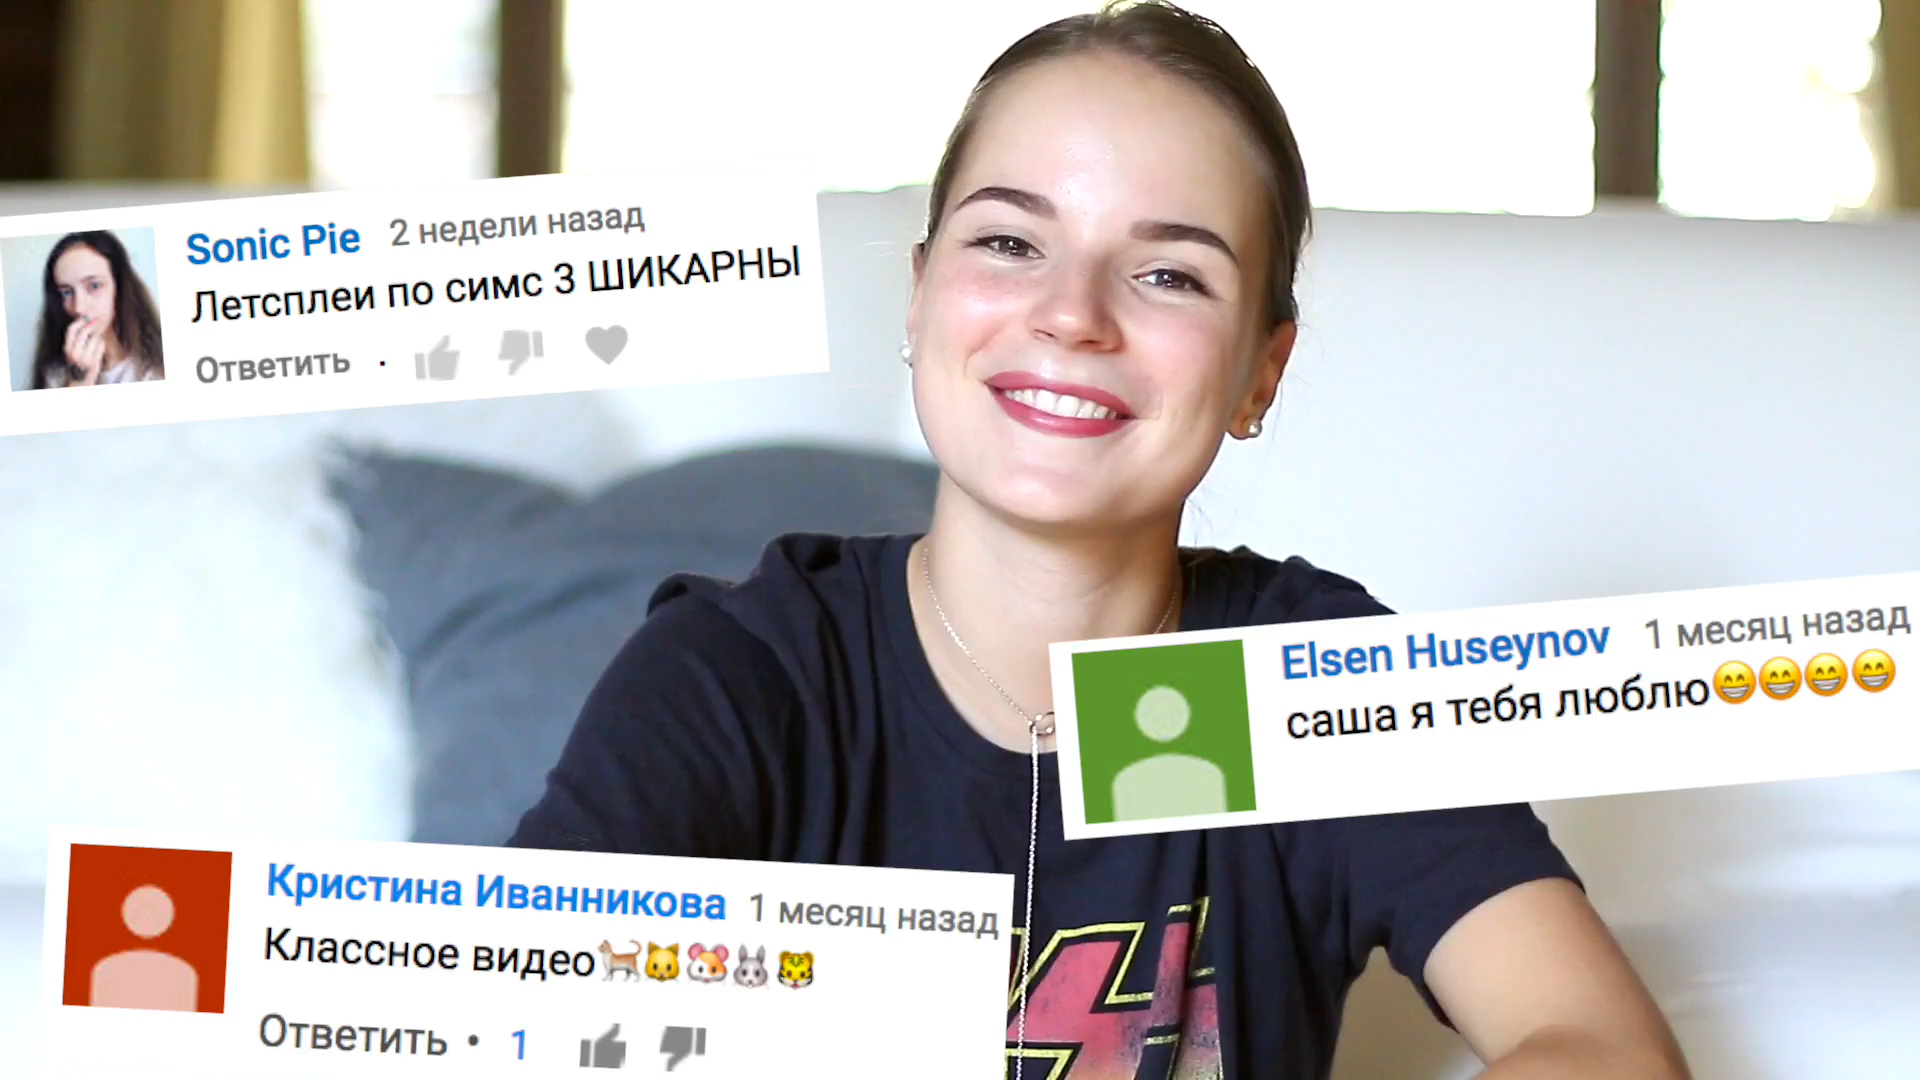 Sonic Pie 2 недели назад
Летсплеи по симс 3 ШИКАРНЫ
Ответить ·
Elsen Huseynov 1 месяц назад
саша я тебя люблю😁😁😁😁
Кристина Иванникова 1 месяц назад
Классное видео🐈🐱🐹🐰🐯
Ответить • 1